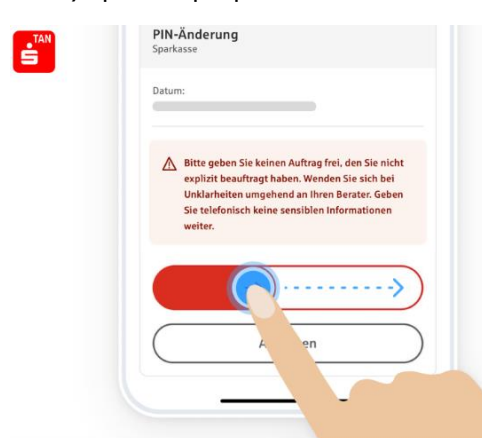 TAN
PIN-Änderung
Sparkasse
Datum:
Bitte geben Sie keinen Auftrag frei, den Sie nicht
explizit beauftragt haben. Wenden Sie sich bei
Unklarheiten umgehend an Ihren Berater. Geben
Sie telefonisch keine sensiblen Informationen
weiter.